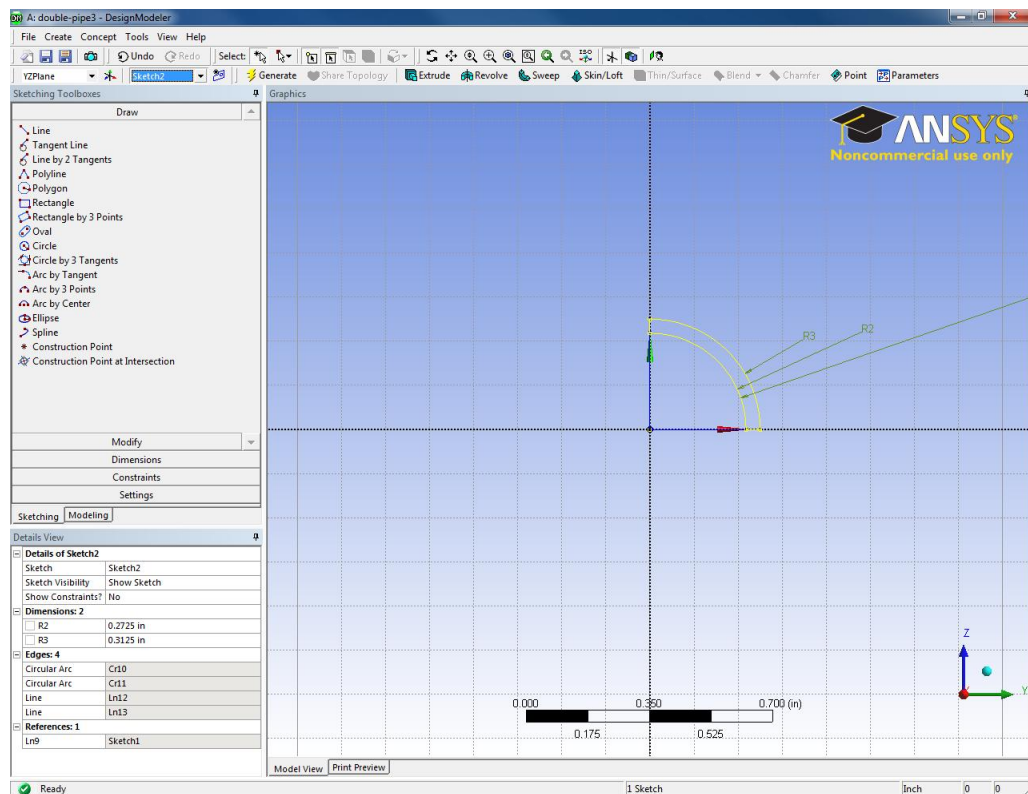 A: double-pipe3 - DesignModeler
File Create Concept Tools View Help
Undo Redo Select:
YZPlane Sketch2 Generate Share Topology Extrude Revolve Sweep Skin/Loft Thin/Surface Blend Chamfer Point Parameters
Sketching Toolboxes
Draw
Line
Tangent Line
Line by 2 Tangents
Polyline
Polygon
Rectangle
Rectangle by 3 Points
Oval
Circle
Circle by 3 Tangents
Arc by Tangent
Arc by 3 Points
Arc by Center
Ellipse
Spline
Construction Point
Construction Point at Intersection
Modify
Dimensions
Constraints
Settings
Sketching Modeling
Details View
Details of Sketch2
Sketch Sketch2
Sketch Visibility Show Sketch
Show Constraints? No
Dimensions: 2
R2 0.2725 in
R3 0.3125 in
Edges: 4
Circular Arc Cr10
Circular Arc Cr11
Line Ln12
Line Ln13
References: 1
Ln9 Sketch1
Graphics
ANSYS
Noncommercial use only
R3 R2
Z
Y
0.000 0.350 0.700 (in)
0.175 0.525
Model View Print Preview
Ready 1 Sketch Inch 0 0